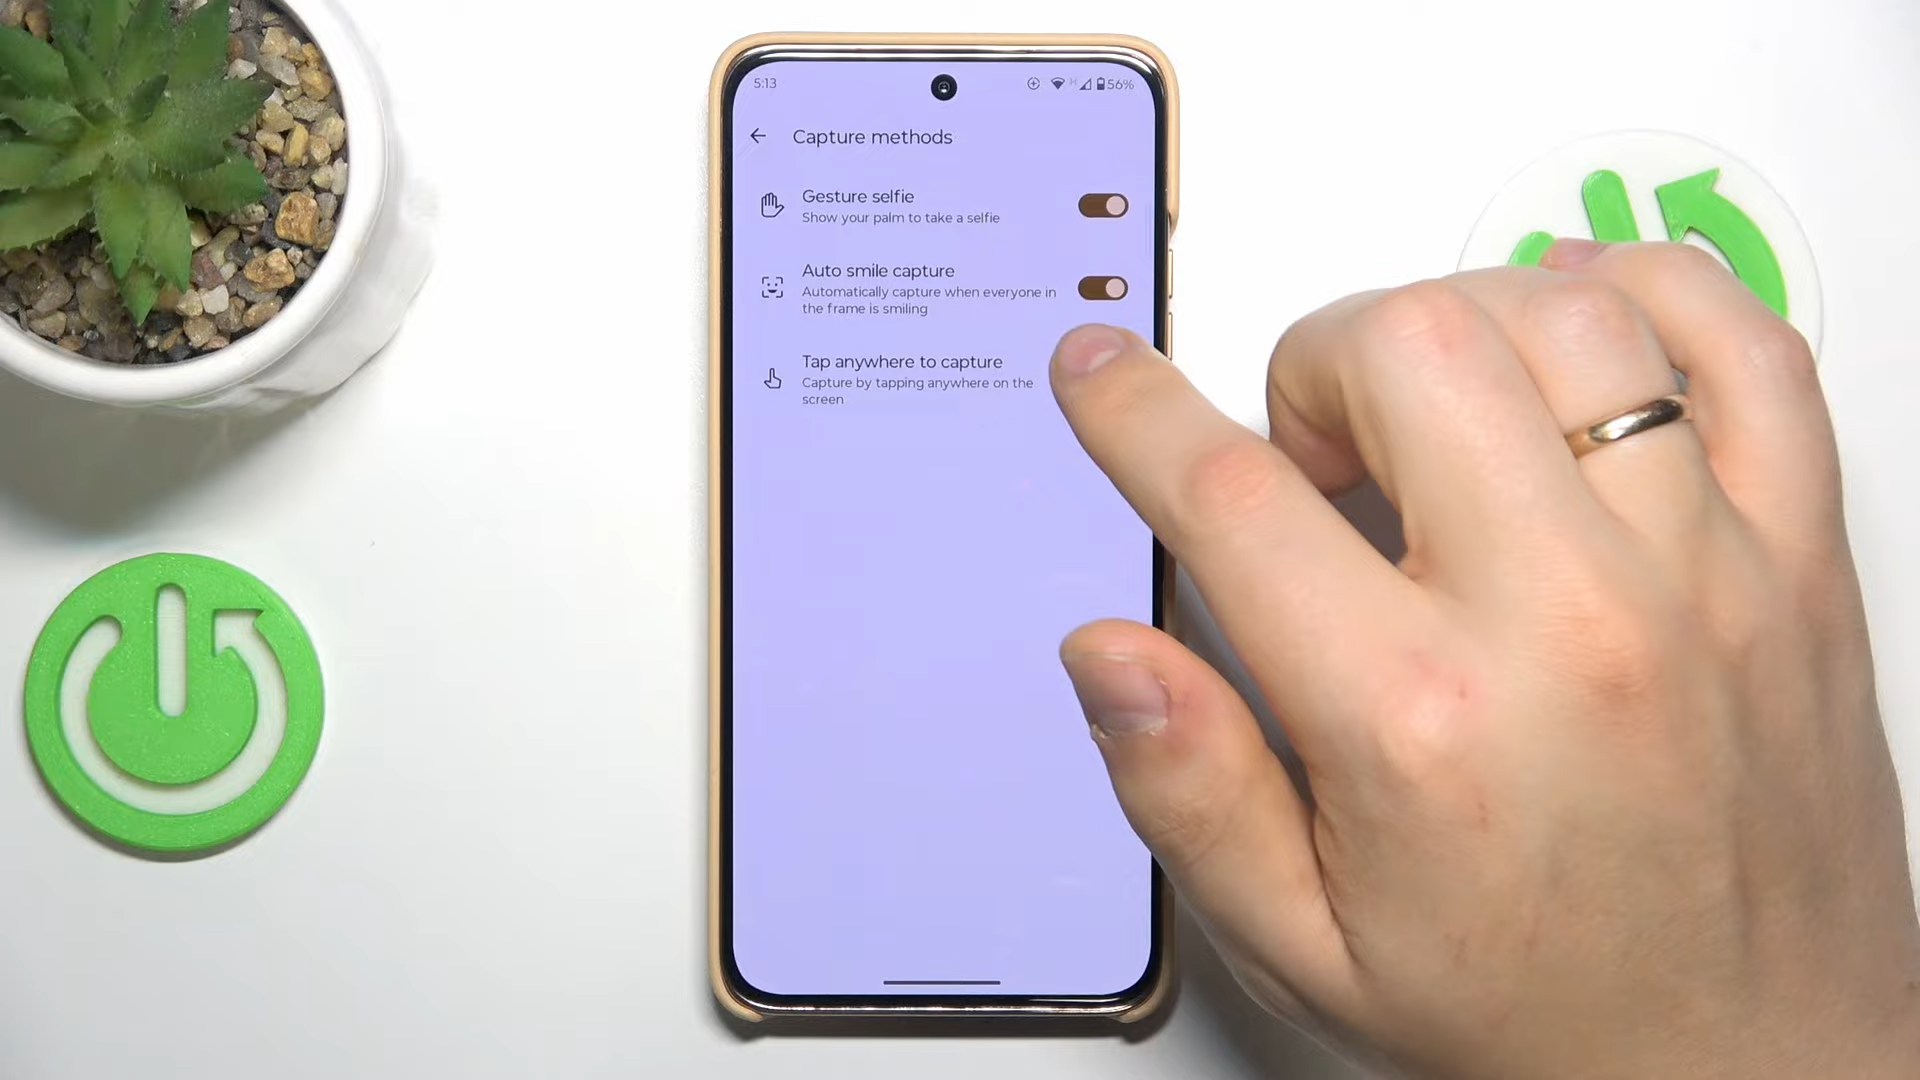 5:13
H
56%
Capture methods
Gesture selfie
Show your palm to take a selfie
Auto smile capture
Automatically capture when everyone in
the frame is smiling
Tap anywhere to capture
Capture by tapping anywhere on the
screen